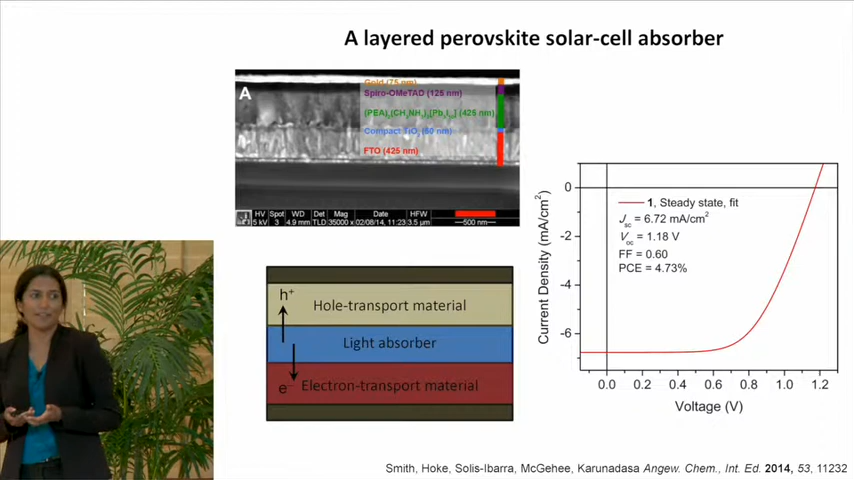 A layered perovskite solar-cell absorber
A
Gold (75 nm)
Spiro-OMeTAD (125 nm)
(PEA)₂(CH₃NH₃)₂[Pb₃I₁₀] (425 nm)
Compact TiO₂ (60 nm)
FTO (425 nm)
HV Spot WD Det Mag Date HFW
5 kV 3 4.9 mm TLD 35000 x 02/08/14, 11:23 3.5 µm 500 nm
h⁺
Hole-transport material
Light absorber
e⁻ Electron-transport material
Current Density (mA/cm²)
0
-2
-4
-6
1, Steady state, fit
Jsc = 6.72 mA/cm²
Voc = 1.18 V
FF = 0.60
PCE = 4.73%
0.0 0.2 0.4 0.6 0.8 1.0 1.2
Voltage (V)
Smith, Hoke, Solis-Ibarra, McGehee, Karunadasa Angew. Chem., Int. Ed. 2014, 53, 11232